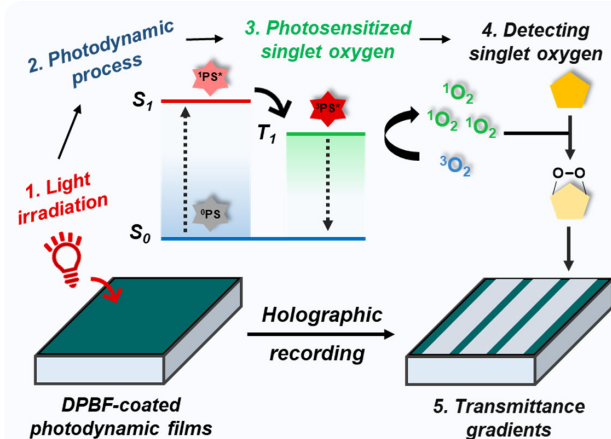 2. Photodynamic
process
3. Photosensitized
singlet oxygen
4. Detecting
singlet oxygen
¹PS*
S₁
³PS*
T₁
¹O₂
¹O₂ ¹O₂
³O₂
O–O
1. Light
irradiation
⁰PS
S₀
Holographic
recording
DPBF-coated
photodynamic films
5. Transmittance
gradients